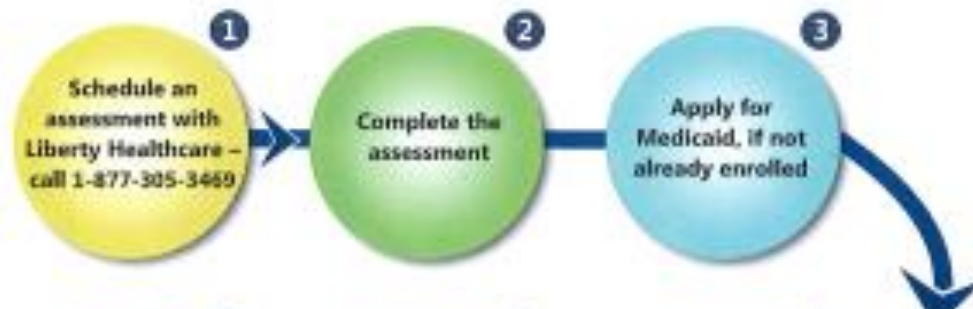 1
Schedule an
assessment with
Liberty Healthcare –
call 1-877-305-3469
2
Complete the
assessment
3
Apply for
Medicaid, if not
already enrolled